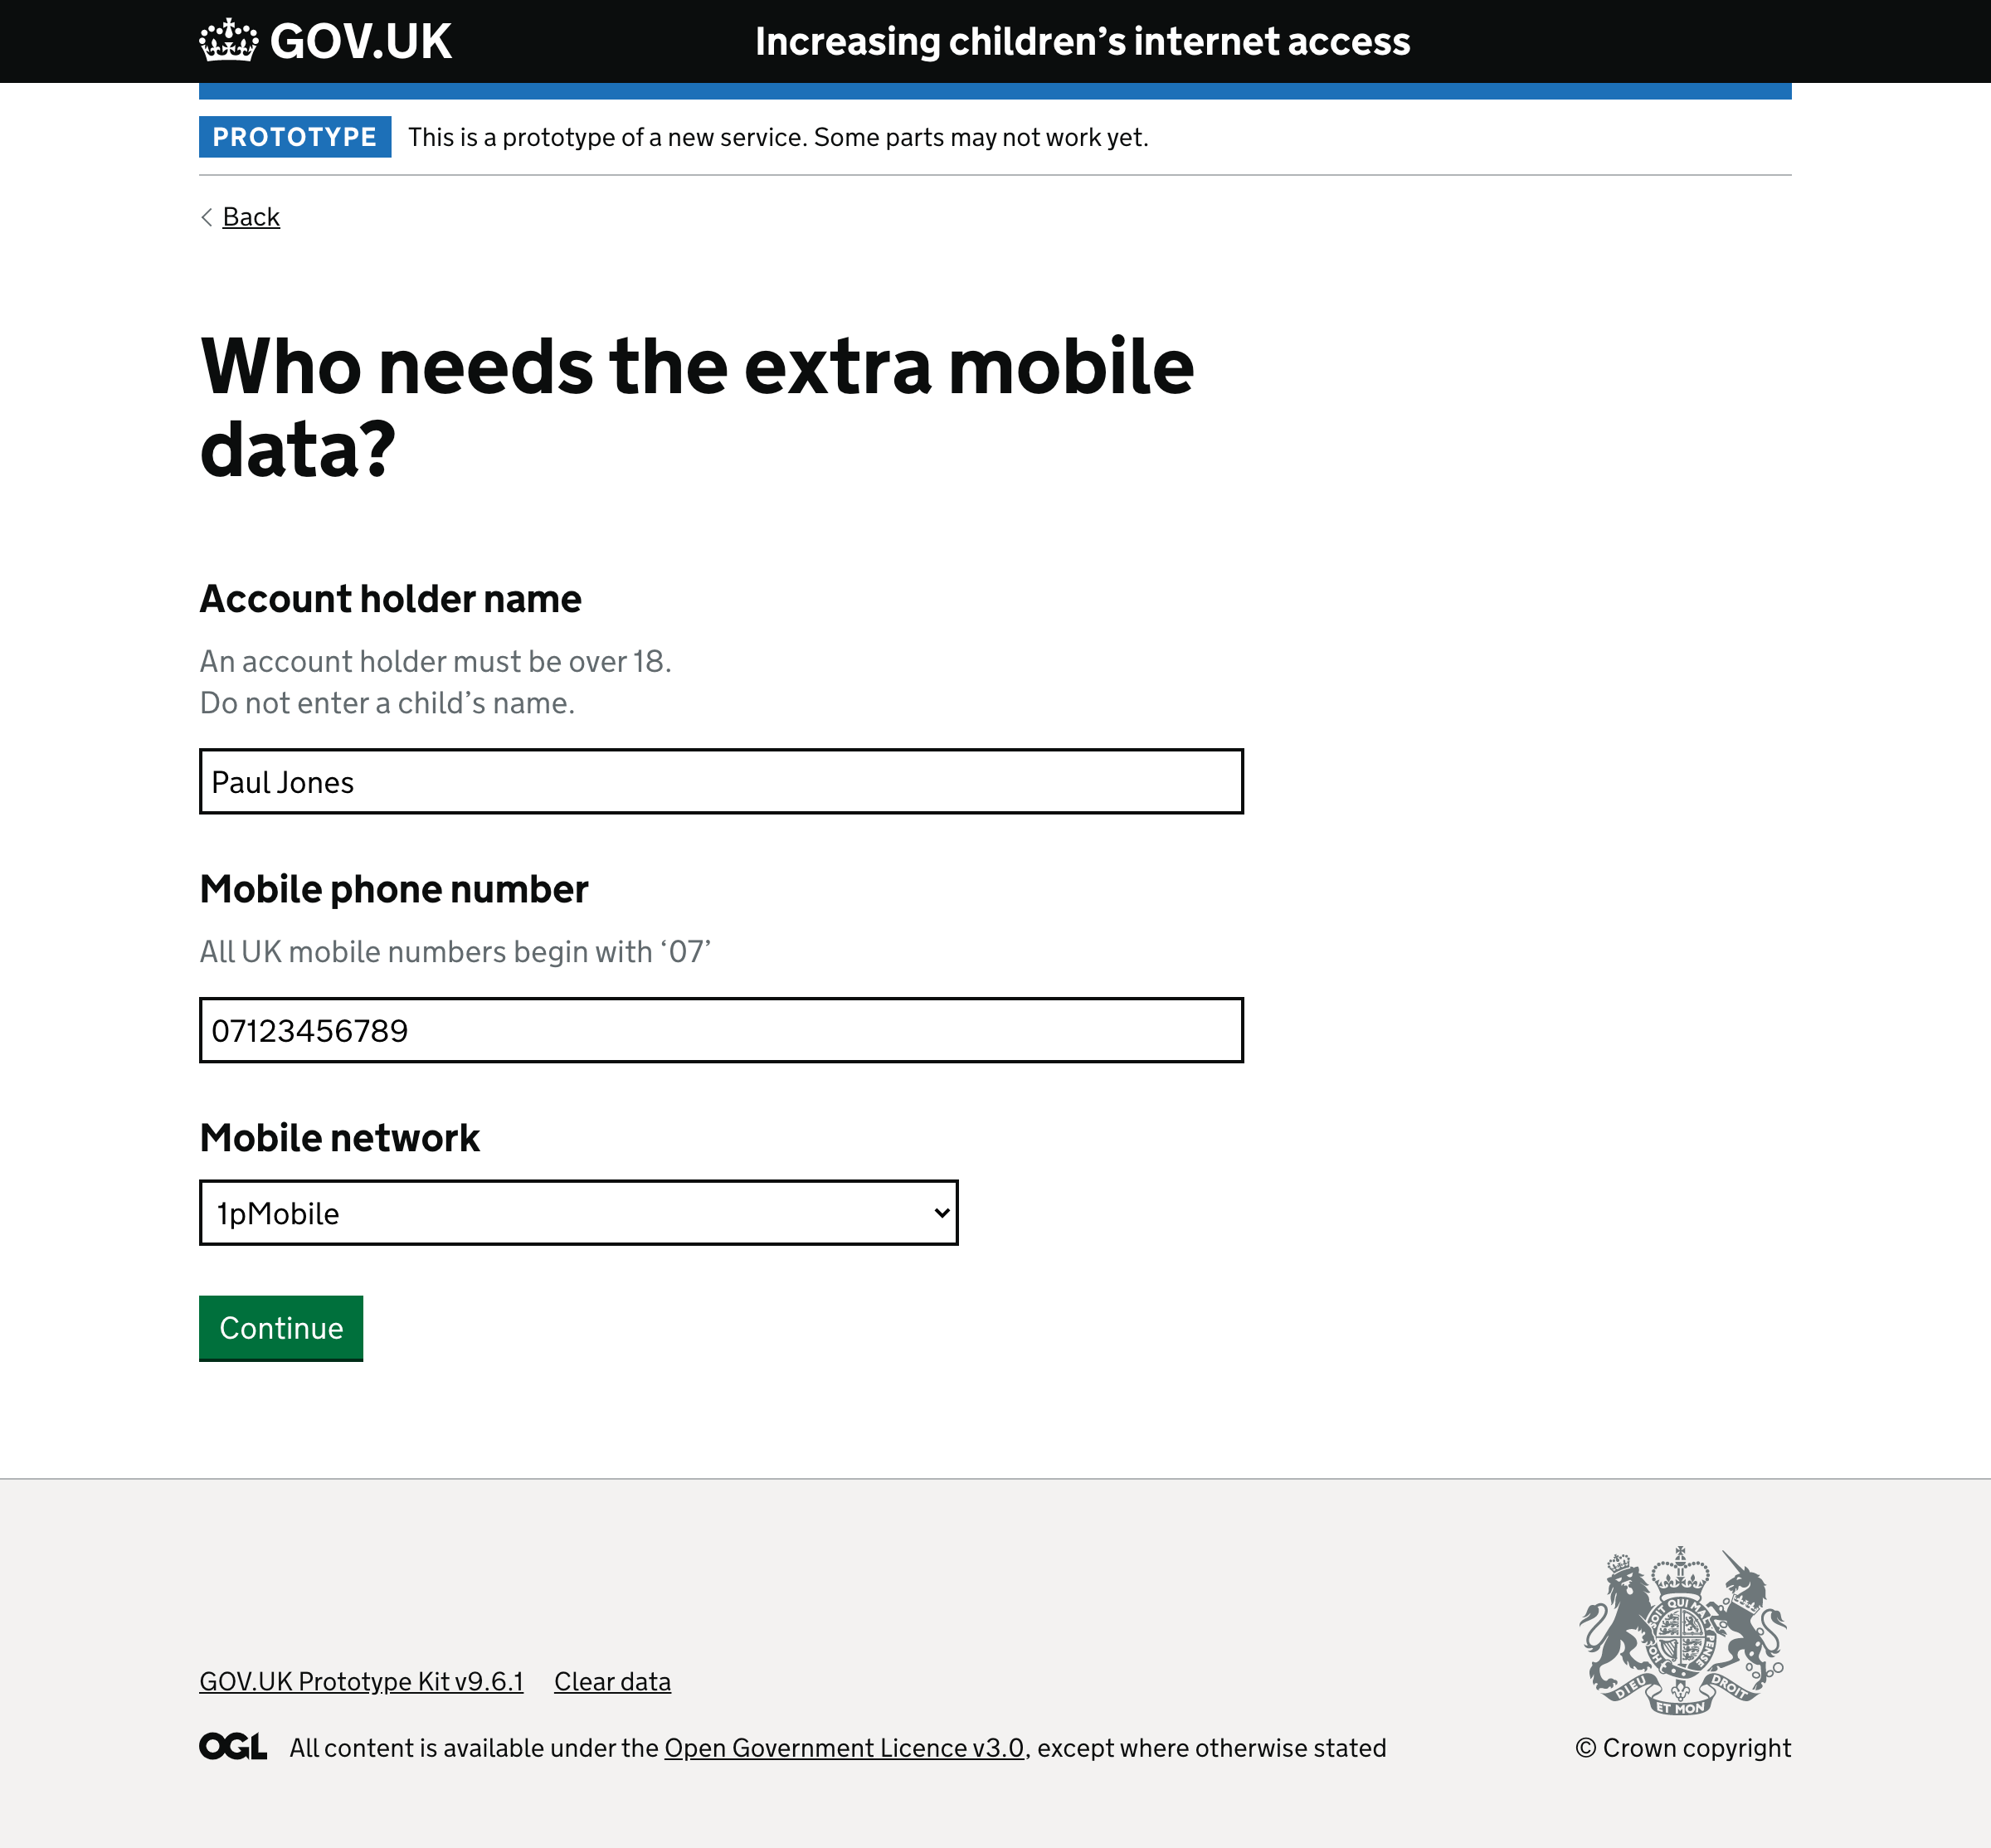 GOV.UK
Increasing children’s internet access
PROTOTYPE
This is a prototype of a new service. Some parts may not work yet.
Back
Who needs the extra mobile
data?
Account holder name
An account holder must be over 18.
Do not enter a child’s name.
Paul Jones
Mobile phone number
All UK mobile numbers begin with ‘07’
07123456789
Mobile network
1pMobile
Continue
GOV.UK Prototype Kit v9.6.1
Clear data
OGL
All content is available under the Open Government Licence v3.0, except where otherwise stated
DIEU ET MON DROIT
© Crown copyright